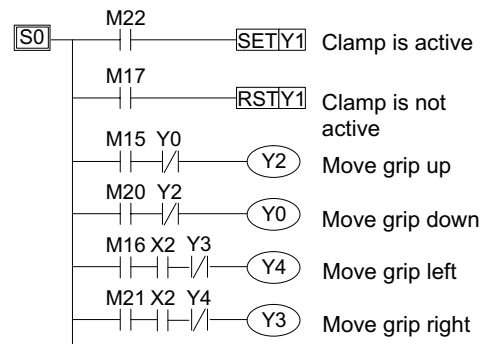 M22
S0 SET Y1 Clamp is active
M17
RST Y1 Clamp is not
active
M15 Y0
Y2 Move grip up
M20 Y2
Y0 Move grip down
M16 X2 Y3
Y4 Move grip left
M21 X2 Y4
Y3 Move grip right